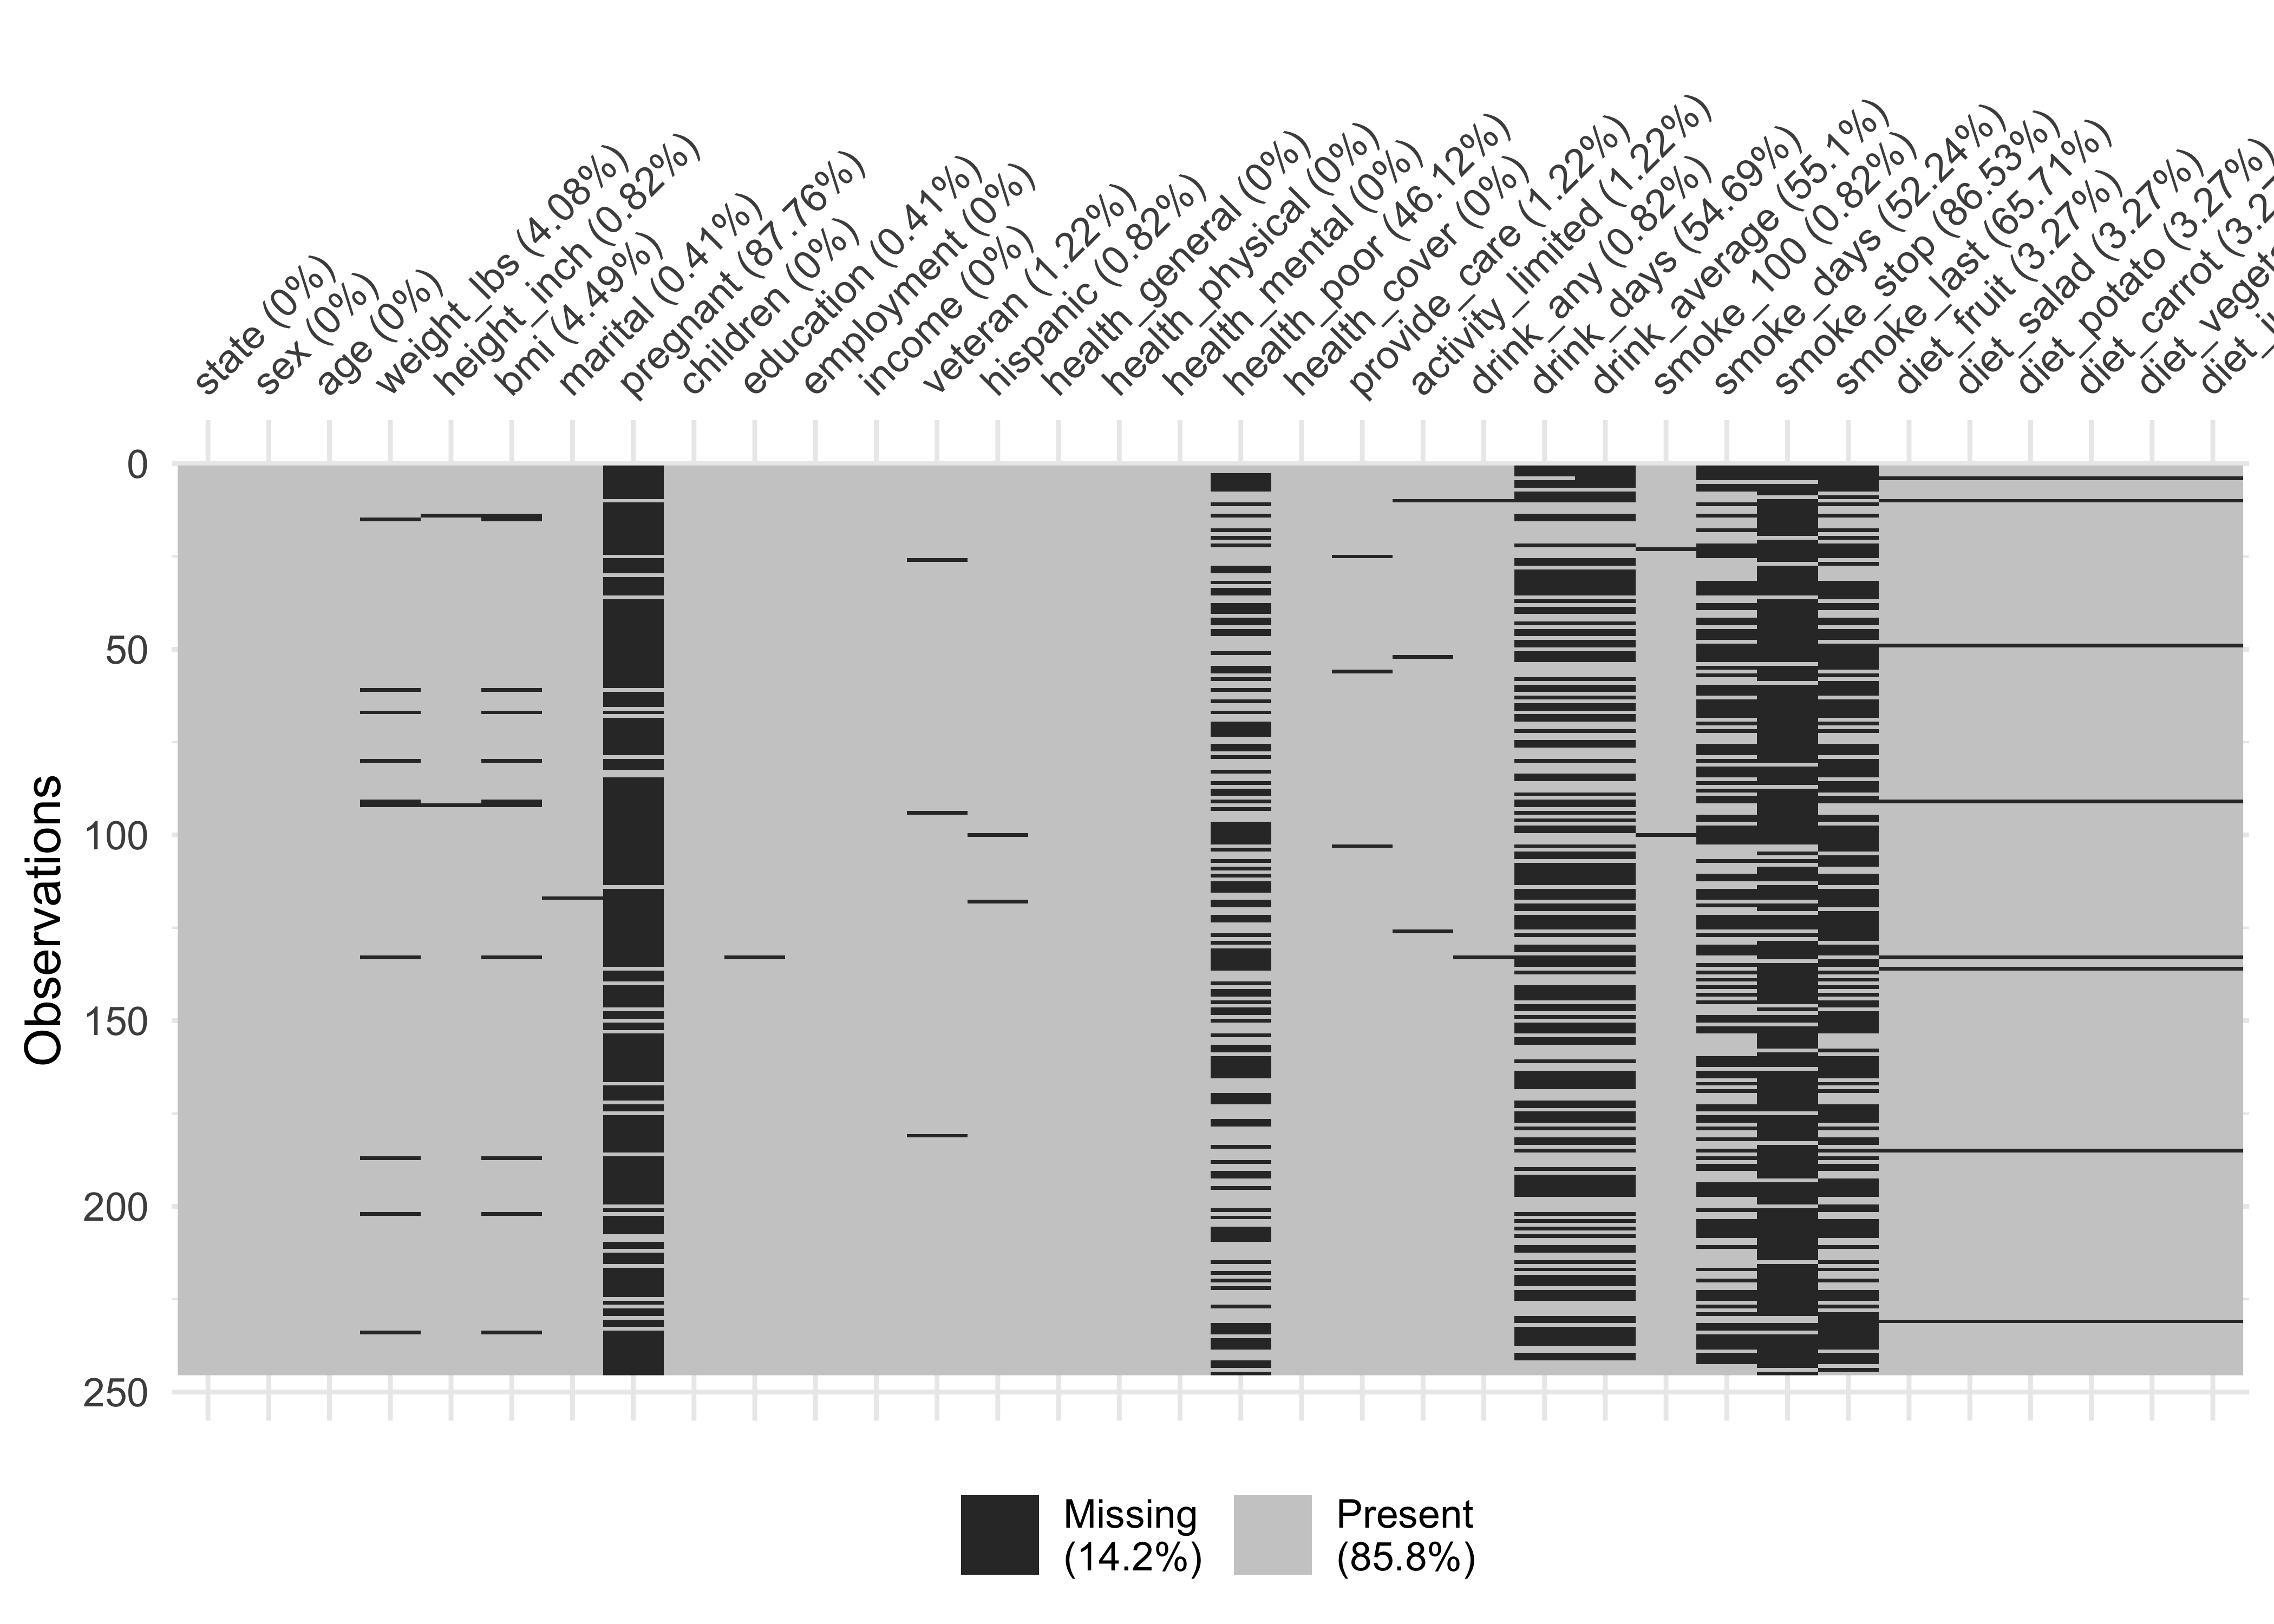 state (0%)
sex (0%)
age (0%)
weight_lbs (4.08%)
height_inch (0.82%)
bmi (4.49%)
marital (0.41%)
pregnant (87.76%)
children (0%)
education (0.41%)
employment (0%)
income (0%)
veteran (1.22%)
hispanic (0.82%)
health_general (0%)
health_physical (0%)
health_mental (0%)
health_poor (46.12%)
health_cover (0%)
provide_care (1.22%)
activity_limited (1.22%)
drink_any (0.82%)
drink_days (54.69%)
drink_average (55.1%)
smoke_100 (0.82%)
smoke_days (52.24%)
smoke_stop (86.53%)
smoke_last (65.71%)
diet_fruit (3.27%)
diet_salad (3.27%)
diet_potato (3.27%)
diet_carrot (3.2
diet_veget
diet_j
0
50
100
150
200
250
Observations
Missing
(14.2%)
Present
(85.8%)